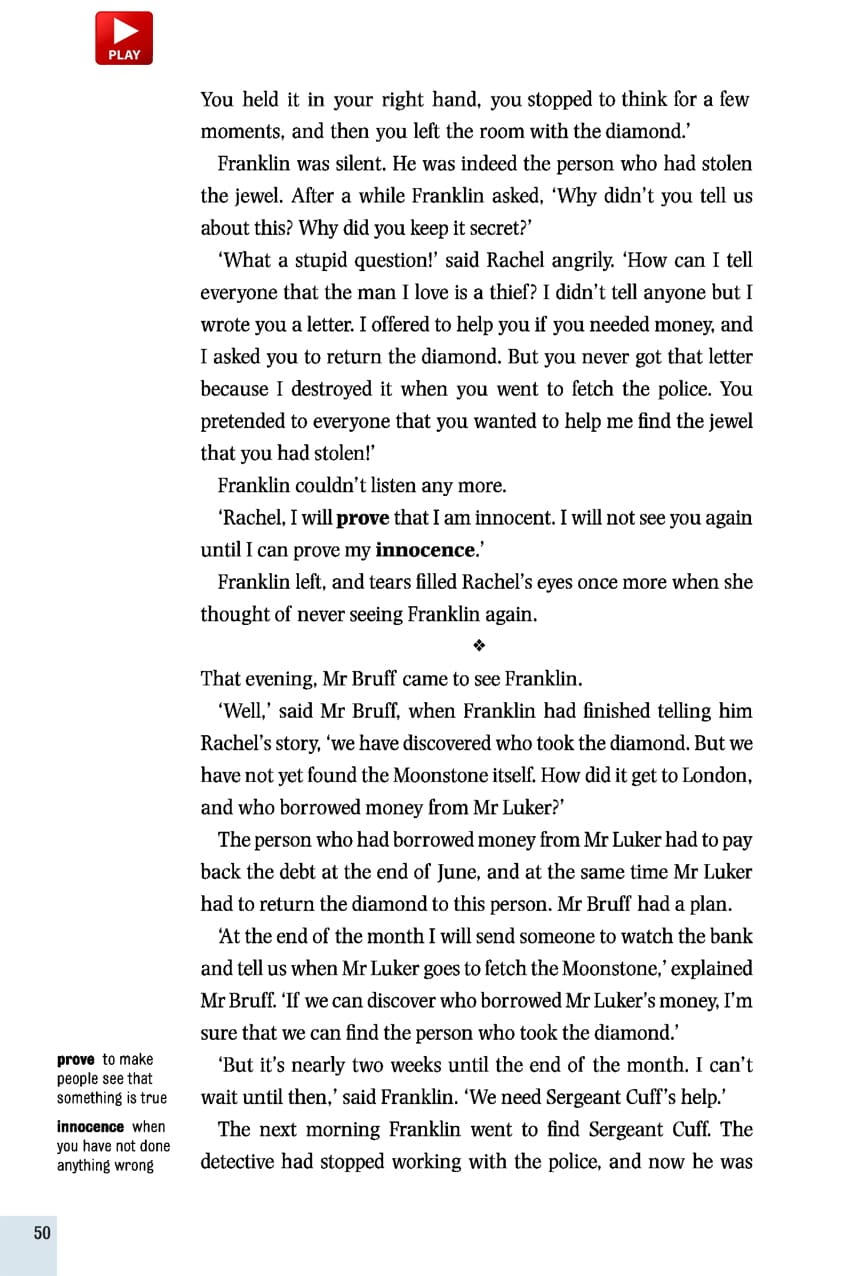 PLAY
You held it in your right hand, you stopped to think for a few
moments, and then you left the room with the diamond.’
Franklin was silent. He was indeed the person who had stolen
the jewel. After a while Franklin asked, ‘Why didn’t you tell us
about this? Why did you keep it secret?’
‘What a stupid question!’ said Rachel angrily. ‘How can I tell
everyone that the man I love is a thief? I didn’t tell anyone but I
wrote you a letter. I offered to help you if you needed money, and
I asked you to return the diamond. But you never got that letter
because I destroyed it when you went to fetch the police. You
pretended to everyone that you wanted to help me find the jewel
that you had stolen!’
Franklin couldn’t listen any more.
‘Rachel, I will prove that I am innocent. I will not see you again
until I can prove my innocence.’
Franklin left, and tears filled Rachel’s eyes once more when she
thought of never seeing Franklin again.
❖
That evening, Mr Bruff came to see Franklin.
‘Well,’ said Mr Bruff, when Franklin had finished telling him
Rachel’s story, ‘we have discovered who took the diamond. But we
have not yet found the Moonstone itself. How did it get to London,
and who borrowed money from Mr Luker?’
The person who had borrowed money from Mr Luker had to pay
back the debt at the end of June, and at the same time Mr Luker
had to return the diamond to this person. Mr Bruff had a plan.
‘At the end of the month I will send someone to watch the bank
and tell us when Mr Luker goes to fetch the Moonstone,’ explained
Mr Bruff. ‘If we can discover who borrowed Mr Luker’s money, I’m
sure that we can find the person who took the diamond.’
‘But it’s nearly two weeks until the end of the month. I can’t
wait until then,’ said Franklin. ‘We need Sergeant Cuff’s help.’
The next morning Franklin went to find Sergeant Cuff. The
detective had stopped working with the police, and now he was
prove to make
people see that
something is true
innocence when
you have not done
anything wrong
50